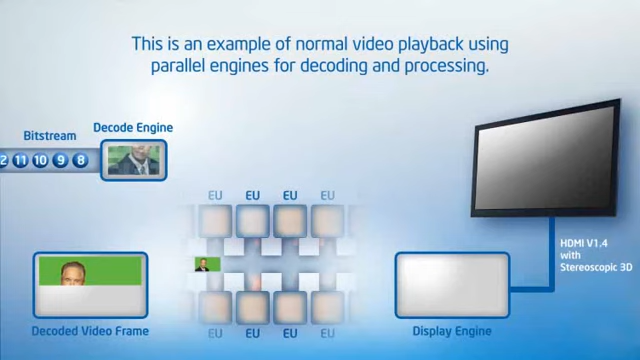 This is an example of normal video playback using
parallel engines for decoding and processing.
Decode Engine
Bitstream
2 11 10 9 8
EU EU EU EU
HDMI V1.4
with
Stereoscopic 3D
EU EU EU EU
Decoded Video Frame
Display Engine